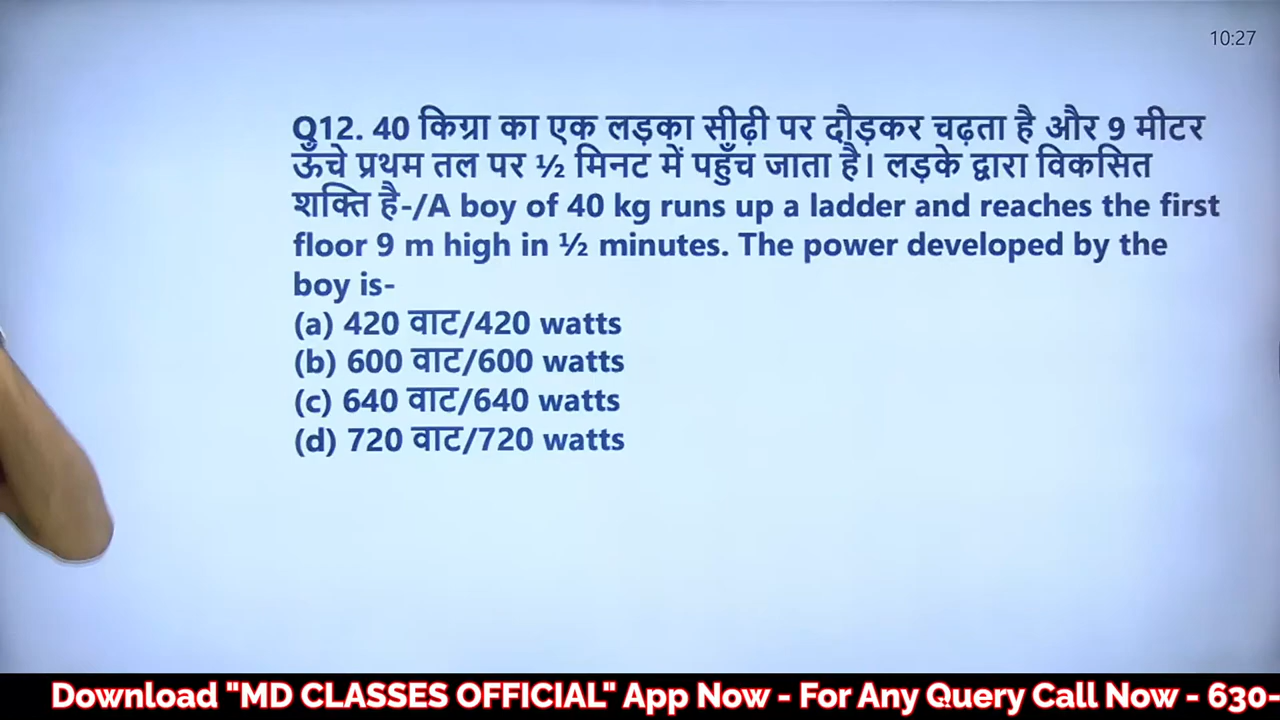 10:27
Q12. 40 किग्रा का एक लड़का सीढ़ी पर दौड़कर चढ़ता है और 9 मीटर
ऊँचे प्रथम तल पर ½ मिनट में पहुँच जाता है। लड़के द्वारा विकसित
शक्ति है-/A boy of 40 kg runs up a ladder and reaches the first
floor 9 m high in ½ minutes. The power developed by the
boy is-
(a) 420 वाट/420 watts
(b) 600 वाट/600 watts
(c) 640 वाट/640 watts
(d) 720 वाट/720 watts
Download "MD CLASSES OFFICIAL" App Now - For Any Query Call Now - 630-